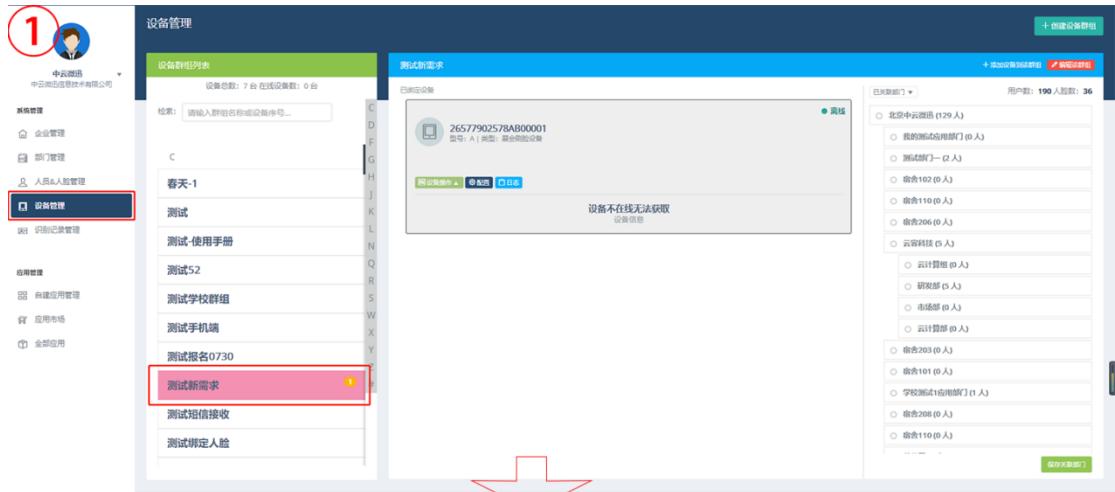 1
设备管理
+ 创建设备群组
中云微迅
中云微迅信息技术有限公司
系统管理
企业管理
部门管理
人员&人脸管理
设备管理
识别记录管理
应用管理
自建应用管理
应用市场
全部应用
设备群组列表
设备总数：7 台 在线设备数：0 台
检索：
请输入群组名称或设备序号...
C
春天-1
测试
测试-使用手册
测试52
测试学校群组
测试手机端
测试报名0730
测试新需求
1
测试短信接收
测试绑定人脸
C
D
F
G
H
J
K
L
N
Q
R
S
W
X
Y
Z
#
测试新需求
+ 添加设备到该群组
编辑该群组
已绑定设备
离线
26577902578AB00001
设备操作
配置
日志
设备不在线无法获取
设备信息
已关联部门
用户数：190 人脸数：36
北京中云微迅 (129 人)
我的测试应用部门 (0 人)
测试部门一 (2 人)
宿舍102 (0 人)
宿舍110 (0 人)
宿舍206 (0 人)
云容科技 (5 人)
云计算组 (0 人)
研发部 (5 人)
市场部 (0 人)
云计算部 (0 人)
宿舍203 (0 人)
宿舍101 (0 人)
学校测试1应用部门 (1 人)
宿舍208 (0 人)
宿舍110 (0 人)
保存关联部门